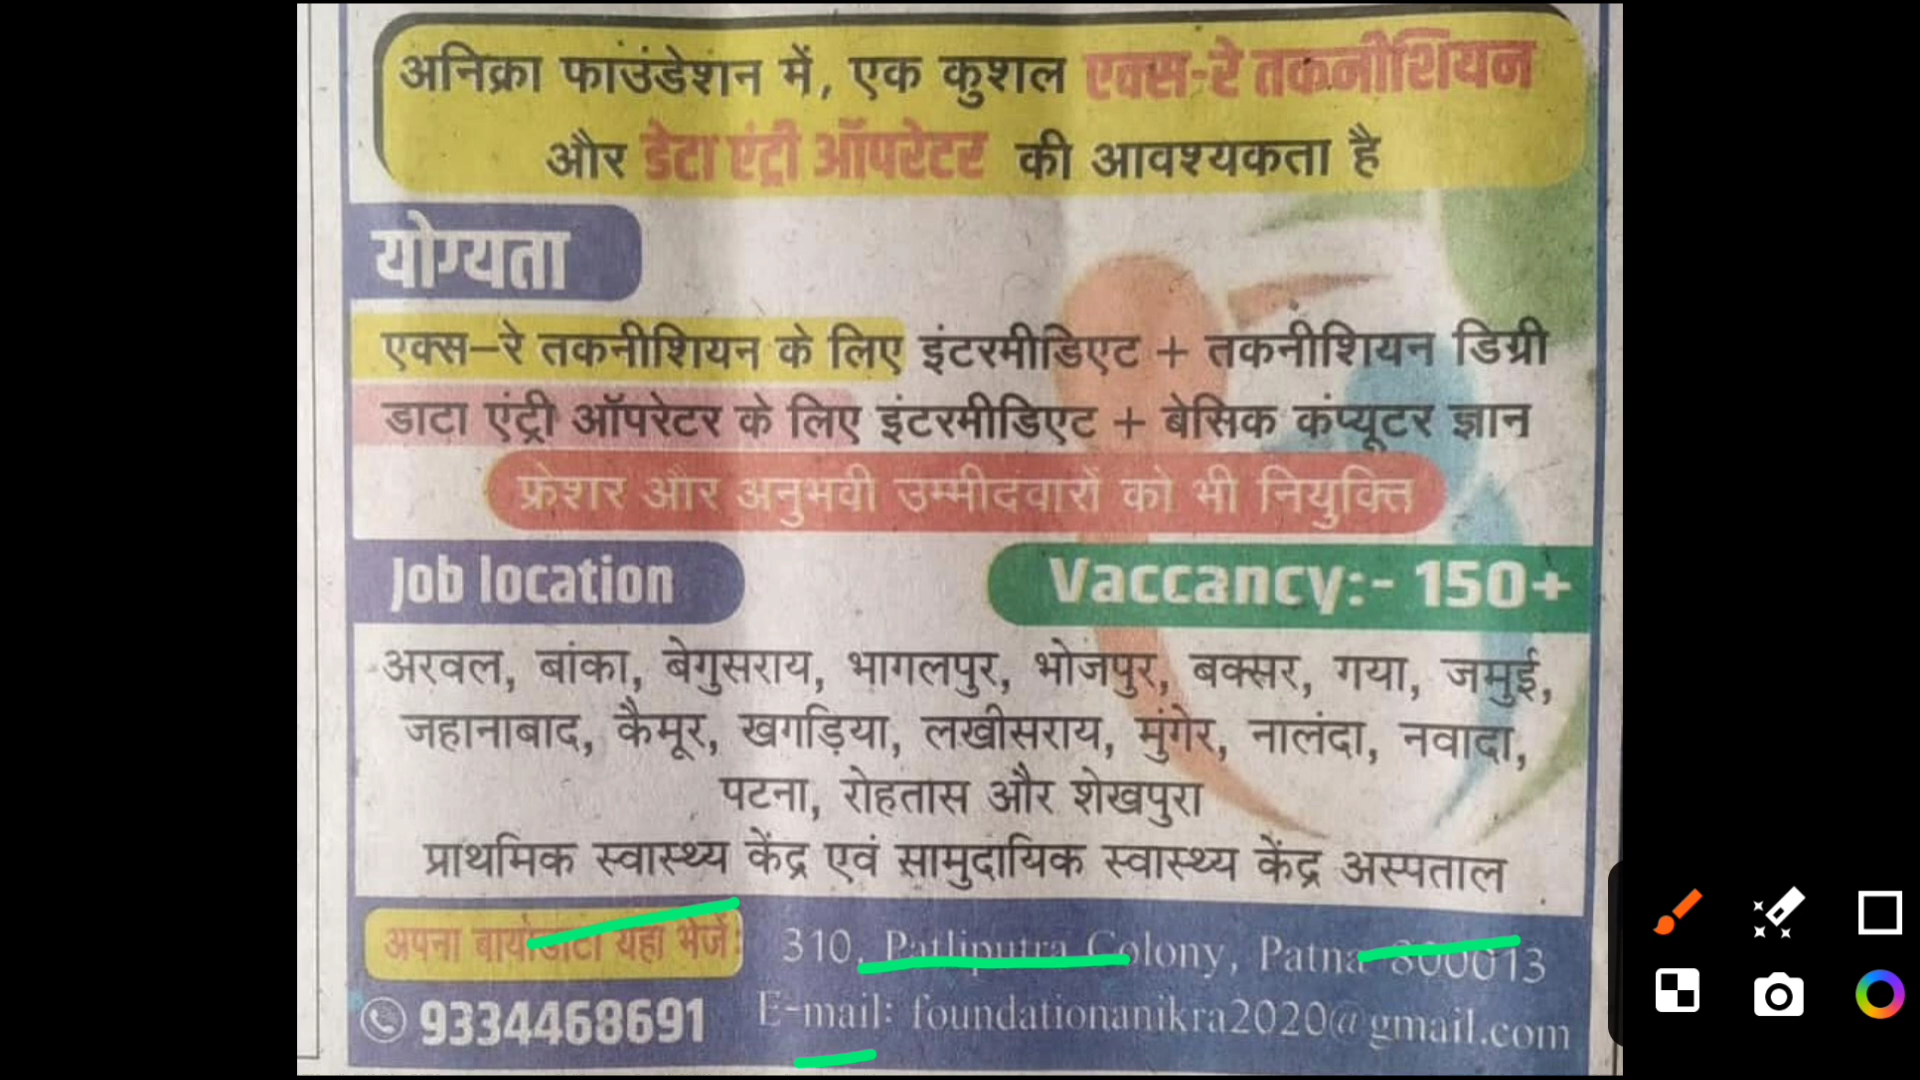 अनिक्रा फाउंडेशन में, एक कुशल एक्स-रे तकनीशियन
और डेटा एंट्री ऑपरेटर की आवश्यकता है
योग्यता
एक्स-रे तकनीशियन के लिए इंटरमीडिएट + तकनीशियन डिग्री
डाटा एंट्री ऑपरेटर के लिए इंटरमीडिएट + बेसिक कंप्यूटर ज्ञान
फ्रेशर और अनुभवी उम्मीदवारों को भी नियुक्ति
Job location
Vaccancy:- 150+
अरवल, बांका, बेगुसराय, भागलपुर, भोजपुर, बक्सर, गया, जमुई,
जहानाबाद, कैमूर, खगड़िया, लखीसराय, मुंगेर, नालंदा, नवादा,
पटना, रोहतास और शेखपुरा
प्राथमिक स्वास्थ्य केंद्र एवं सामुदायिक स्वास्थ्य केंद्र अस्पताल
अपना बायोडाटा यहां भेजें:
310, Patliputra Colony, Patna 800013
9334468691
E-mail: foundationanikra2020@gmail.com